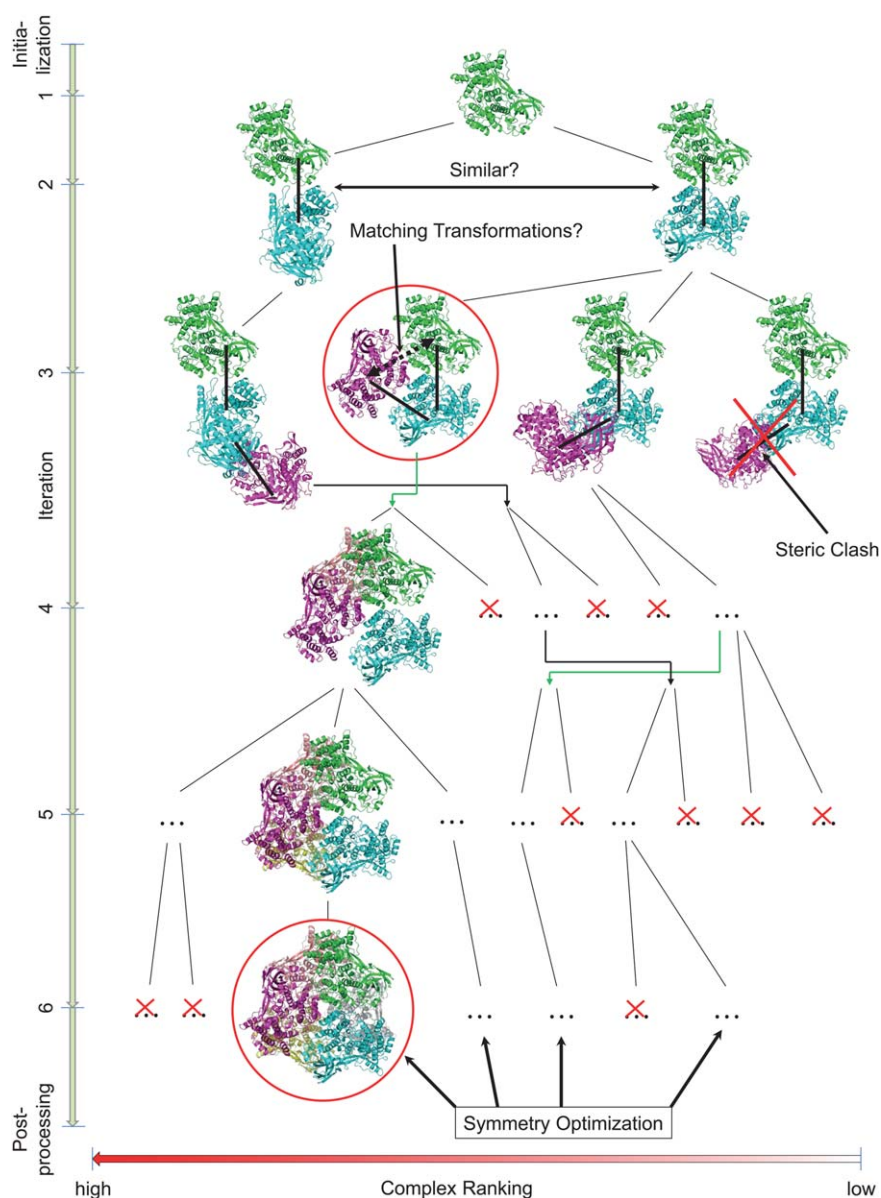 Initia-
lization
1
2
Similar?
Matching Transformations?
3
Iteration
Steric Clash
4
...
...
...
...
...
5
...
...
...
...
...
...
...
...
6
...
...
...
...
...
...
Symmetry Optimization
Post-
processing
high
Complex Ranking
low